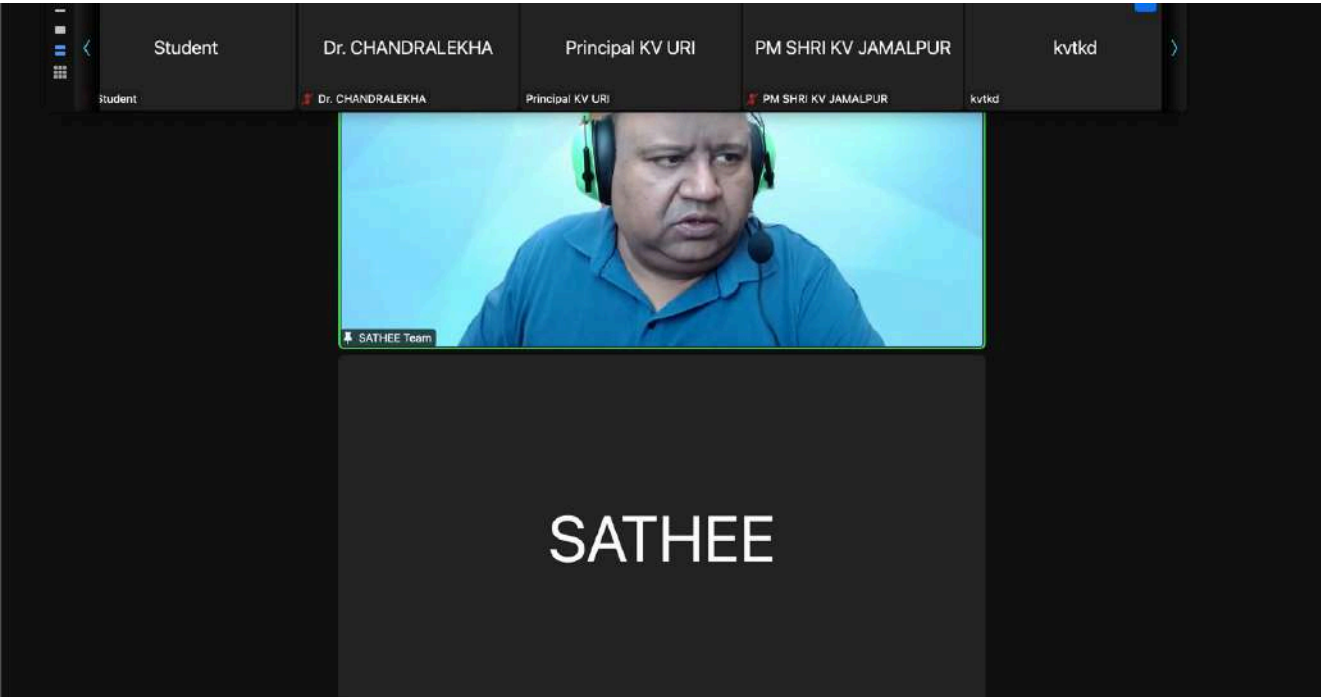 Student
Dr. CHANDRALEKHA
Principal KV URI
PM SHRI KV JAMALPUR
kvtkd
Student
Dr. CHANDRALEKHA
Principal KV URI
PM SHRI KV JAMALPUR
kvtkd
SATHEE Team
SATHEE